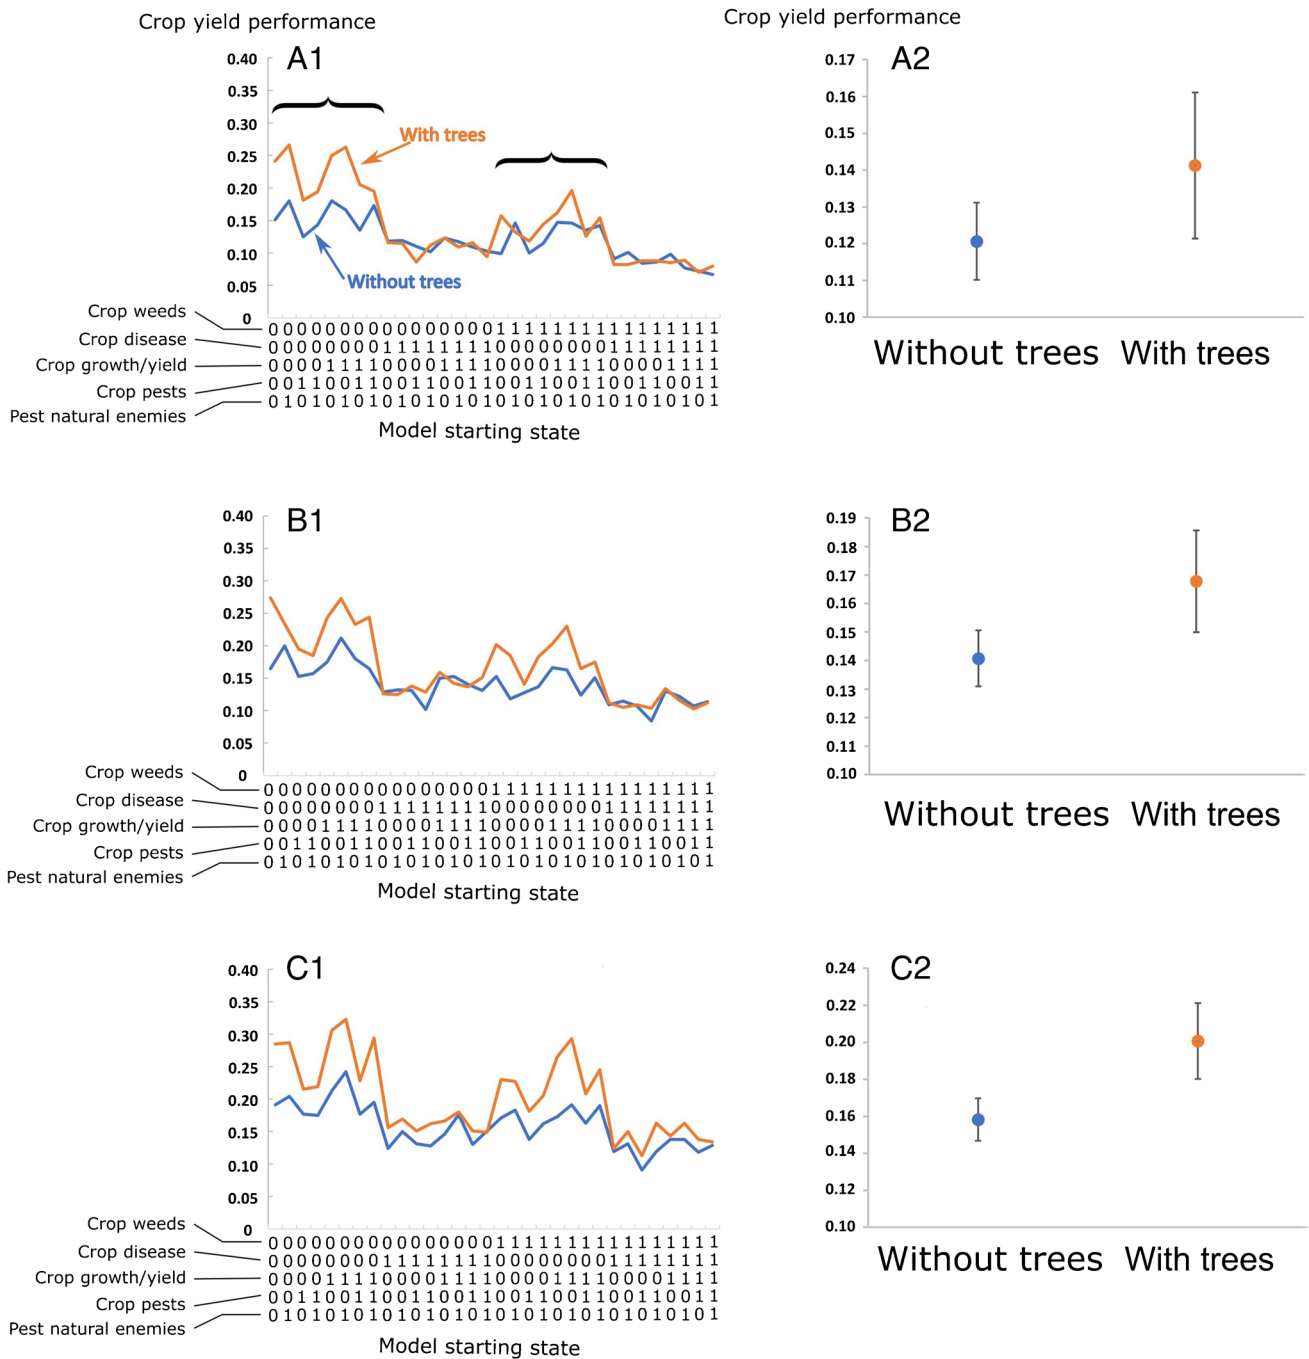 Crop yield performance
A1
0.40
0.35
0.30
0.25
0.20
0.15
0.10
0.05
0
With trees
Without trees
Crop weeds 0 0 0 0 0 0 0 0 0 0 0 0 0 0 0 0 1 1 1 1 1 1 1 1 1 1 1 1 1 1 1 1
Crop disease 0 0 0 0 0 0 0 0 1 1 1 1 1 1 1 1 0 0 0 0 0 0 0 0 1 1 1 1 1 1 1 1
Crop growth/yield 0 0 0 0 1 1 1 1 0 0 0 0 1 1 1 1 0 0 0 0 1 1 1 1 0 0 0 0 1 1 1 1
Crop pests 0 0 1 1 0 0 1 1 0 0 1 1 0 0 1 1 0 0 1 1 0 0 1 1 0 0 1 1 0 0 1 1
Pest natural enemies 0 1 0 1 0 1 0 1 0 1 0 1 0 1 0 1 0 1 0 1 0 1 0 1 0 1 0 1 0 1 0 1
Model starting state
Crop yield performance
A2
0.17
0.16
0.15
0.14
0.13
0.12
0.11
0.10
Without trees With trees
B1
0.40
0.35
0.30
0.25
0.20
0.15
0.10
0.05
0
Crop weeds 0 0 0 0 0 0 0 0 0 0 0 0 0 0 0 0 1 1 1 1 1 1 1 1 1 1 1 1 1 1 1 1
Crop disease 0 0 0 0 0 0 0 0 1 1 1 1 1 1 1 1 0 0 0 0 0 0 0 0 1 1 1 1 1 1 1 1
Crop growth/yield 0 0 0 0 1 1 1 1 0 0 0 0 1 1 1 1 0 0 0 0 1 1 1 1 0 0 0 0 1 1 1 1
Crop pests 0 0 1 1 0 0 1 1 0 0 1 1 0 0 1 1 0 0 1 1 0 0 1 1 0 0 1 1 0 0 1 1
Pest natural enemies 0 1 0 1 0 1 0 1 0 1 0 1 0 1 0 1 0 1 0 1 0 1 0 1 0 1 0 1 0 1 0 1
Model starting state
B2
0.19
0.18
0.17
0.16
0.15
0.14
0.13
0.12
0.11
0.10
Without trees With trees
C1
0.40
0.35
0.30
0.25
0.20
0.15
0.10
0.05
0
Crop weeds 0 0 0 0 0 0 0 0 0 0 0 0 0 0 0 0 1 1 1 1 1 1 1 1 1 1 1 1 1 1 1 1
Crop disease 0 0 0 0 0 0 0 0 1 1 1 1 1 1 1 1 0 0 0 0 0 0 0 0 1 1 1 1 1 1 1 1
Crop growth/yield 0 0 0 0 1 1 1 1 0 0 0 0 1 1 1 1 0 0 0 0 1 1 1 1 0 0 0 0 1 1 1 1
Crop pests 0 0 1 1 0 0 1 1 0 0 1 1 0 0 1 1 0 0 1 1 0 0 1 1 0 0 1 1 0 0 1 1
Pest natural enemies 0 1 0 1 0 1 0 1 0 1 0 1 0 1 0 1 0 1 0 1 0 1 0 1 0 1 0 1 0 1 0 1
Model starting state
C2
0.24
0.22
0.20
0.18
0.16
0.14
0.12
0.10
Without trees With trees